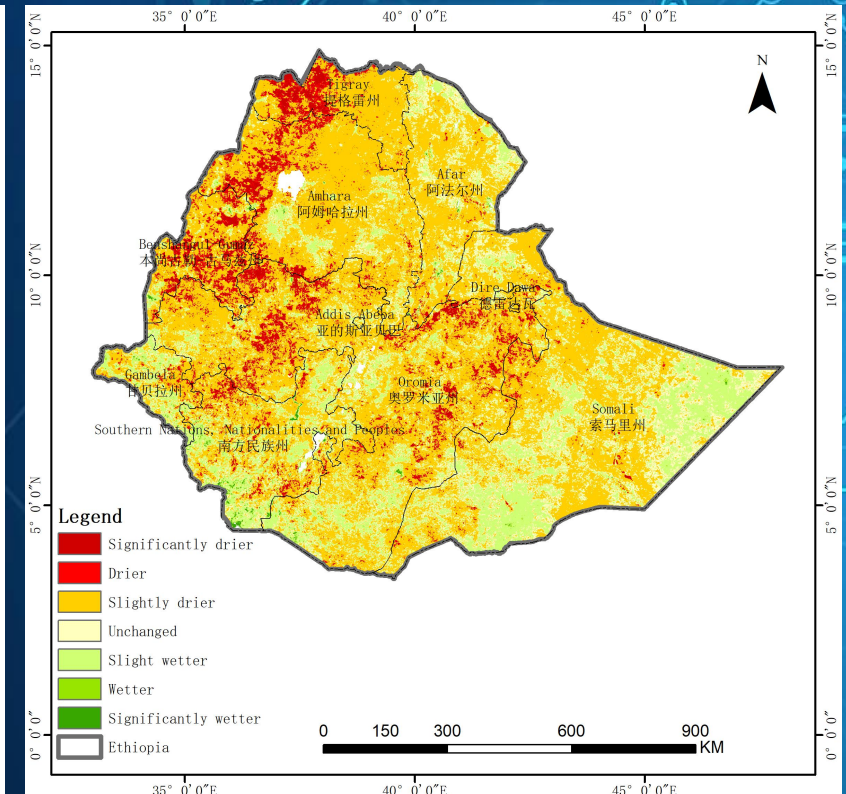 35° 0′0″E 40° 0′0″E 45° 0′0″E
15° 0′0″N
15° 0′0″N
N
Tigray
提格雷州
Afar
阿法尔州
Amhara
阿姆哈拉州
10° 0′0″N
10° 0′0″N
Dire Dawa
德雷达瓦
Addis Abeba
亚的斯亚贝巴
Gambela
甘贝拉州
Oromia
奥罗米亚州
Somali
索马里州
Southern Nations, Nationalities and Peoples
南方民族州
5° 0′0″N
5° 0′0″N
Legend
Significantly drier
Drier
Slightly drier
Unchanged
Slight wetter
Wetter
Significantly wetter
Ethiopia
0 150 300 600 900
KM
0° 0′0″
0° 0′0″
35° 0′0″E 40° 0′0″E 45° 0′0″E